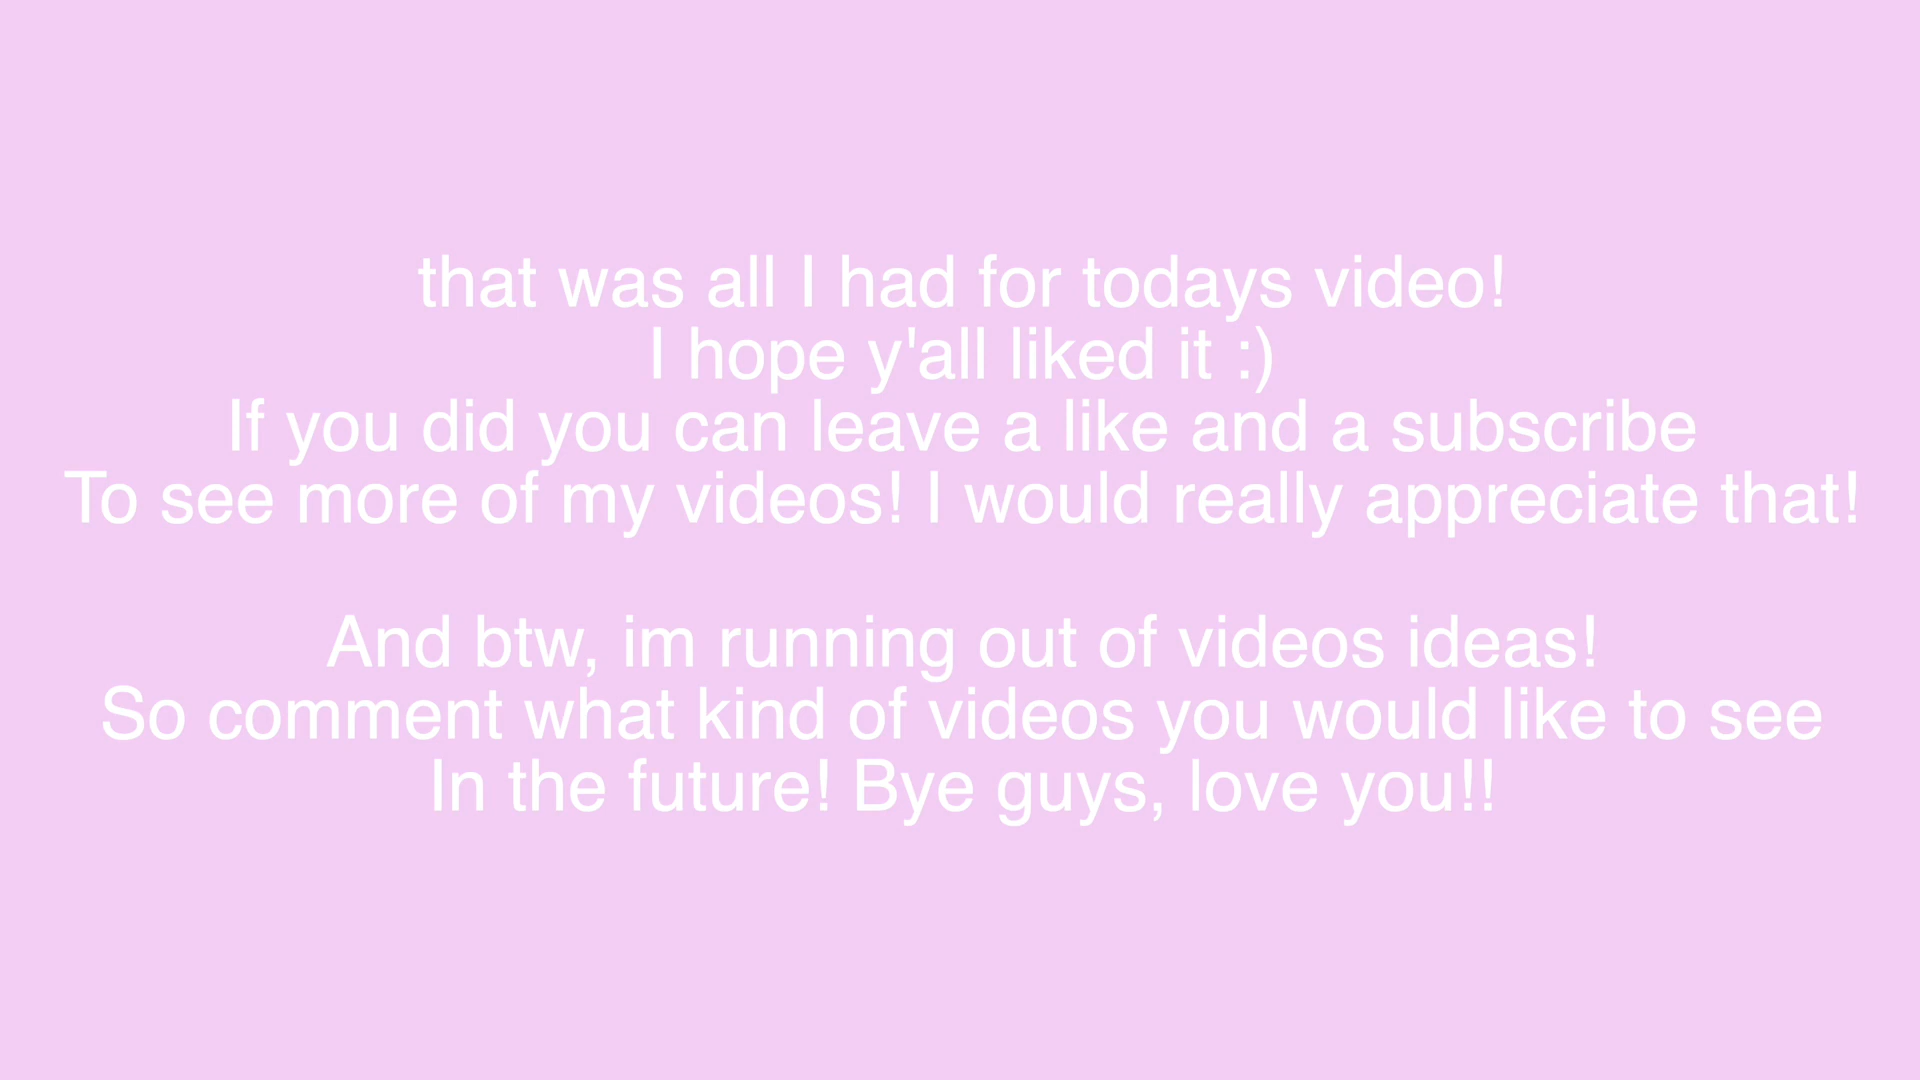 that was all I had for todays video!
I hope y'all liked it :)
If you did you can leave a like and a subscribe
To see more of my videos! I would really appreciate that!
And btw, im running out of videos ideas!
So comment what kind of videos you would like to see
In the future! Bye guys, love you!!